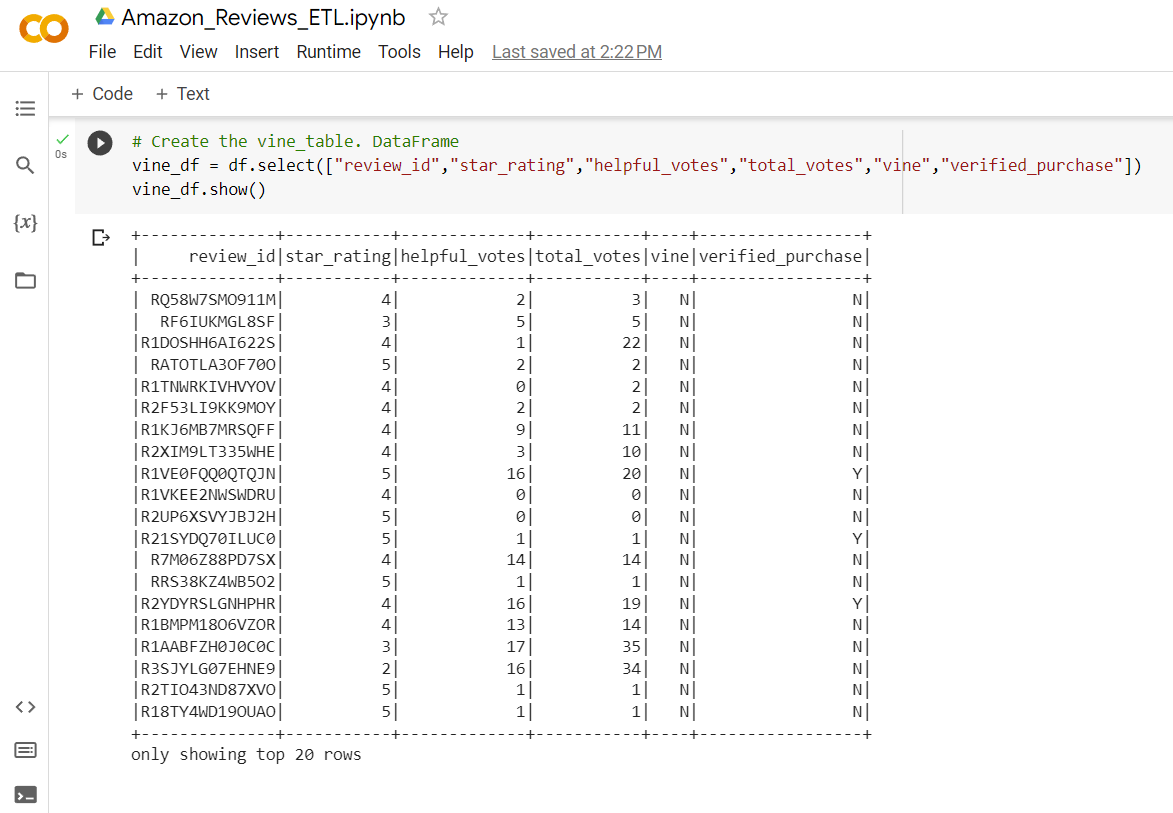 Amazon_Reviews_ETL.ipynb
File Edit View Insert Runtime Tools Help Last saved at 2:22 PM
+ Code + Text
0s
# Create the vine_table. DataFrame
vine_df = df.select(["review_id","star_rating","helpful_votes","total_votes","vine","verified_purchase"])
vine_df.show()
{x}
+--------------+-----------+-------------+-----------+----+-----------------+
|     review_id|star_rating|helpful_votes|total_votes|vine|verified_purchase|
+--------------+-----------+-------------+-----------+----+-----------------+
| RQ58W7SMO911M|          4|            2|          3|   N|                N|
|  RF6IUKMGL8SF|          3|            5|          5|   N|                N|
|R1DOSHH6AI622S|          4|            1|         22|   N|                N|
| RATOTLA3OF70O|          5|            2|          2|   N|                N|
|R1TNWRKIVHVYOV|          4|            0|          2|   N|                N|
|R2F53LI9KK9MOY|          4|            2|          2|   N|                N|
|R1KJ6MB7MRSQFF|          4|            9|         11|   N|                N|
|R2XIM9LT335WHE|          4|            3|         10|   N|                N|
|R1VE0FQQ0QTQJN|          5|           16|         20|   N|                Y|
|R1VKEE2NWSWDRU|          4|            0|          0|   N|                N|
|R2UP6XSVYJBJ2H|          5|            0|          0|   N|                N|
|R21SYDQ70ILUC0|          5|            1|          1|   N|                Y|
| R7M06Z88PD7SX|          4|           14|         14|   N|                N|
| RRS38KZ4WB5O2|          5|            1|          1|   N|                N|
|R2YDYRSLGNHPHR|          4|           16|         19|   N|                Y|
|R1BMPM18O6VZOR|          4|           13|         14|   N|                N|
|R1AABFZH0J0C0C|          3|           17|         35|   N|                N|
|R3SJYLG07EHNE9|          2|           16|         34|   N|                N|
|R2TIO43ND87XVO|          5|            1|          1|   N|                N|
|R18TY4WD19OUAO|          5|            1|          1|   N|                N|
+--------------+-----------+-------------+-----------+----+-----------------+
only showing top 20 rows